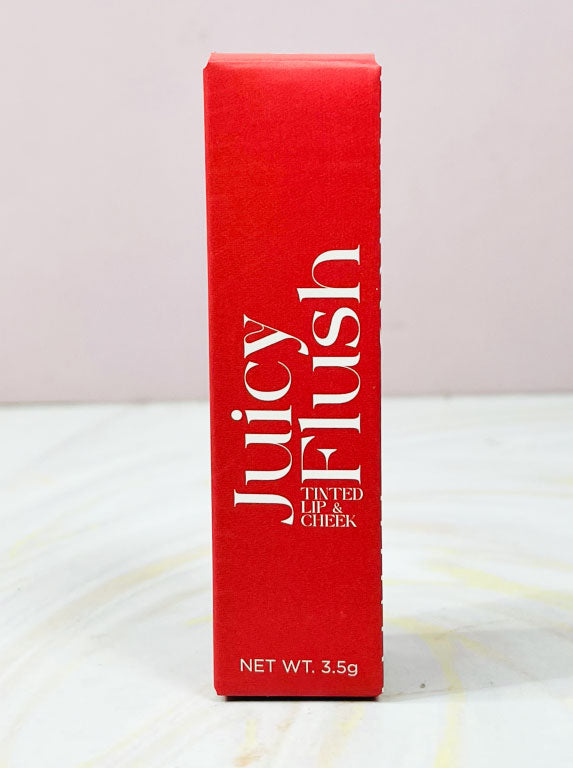 Juicy
Flush
TINTED
LIP &
CHEEK
NET WT. 3.5g